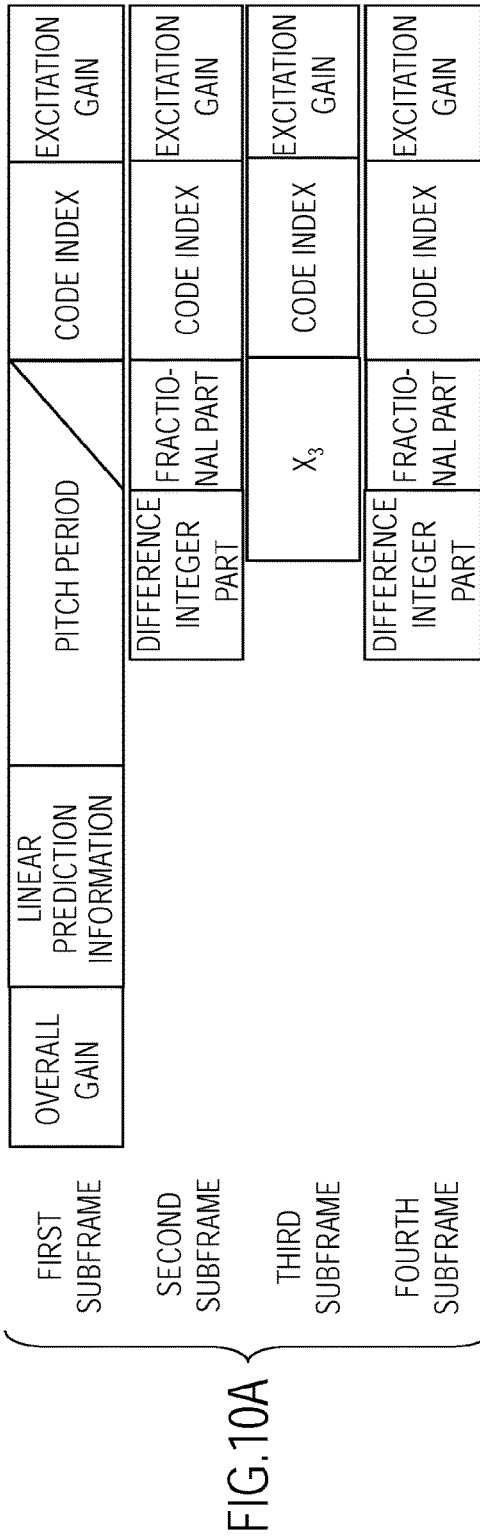 FIG.10A
FIRST
SUBFRAME
OVERALL
GAIN
LINEAR
PREDICTION
INFORMATION
PITCH PERIOD
CODE INDEX
EXCITATION
GAIN
SECOND
SUBFRAME
DIFFERENCE
INTEGER
PART
FRACTIO-
NAL PART
CODE INDEX
EXCITATION
GAIN
THIRD
SUBFRAME
X₃
CODE INDEX
EXCITATION
GAIN
FOURTH
SUBFRAME
DIFFERENCE
INTEGER
PART
FRACTIO-
NAL PART
CODE INDEX
EXCITATION
GAIN